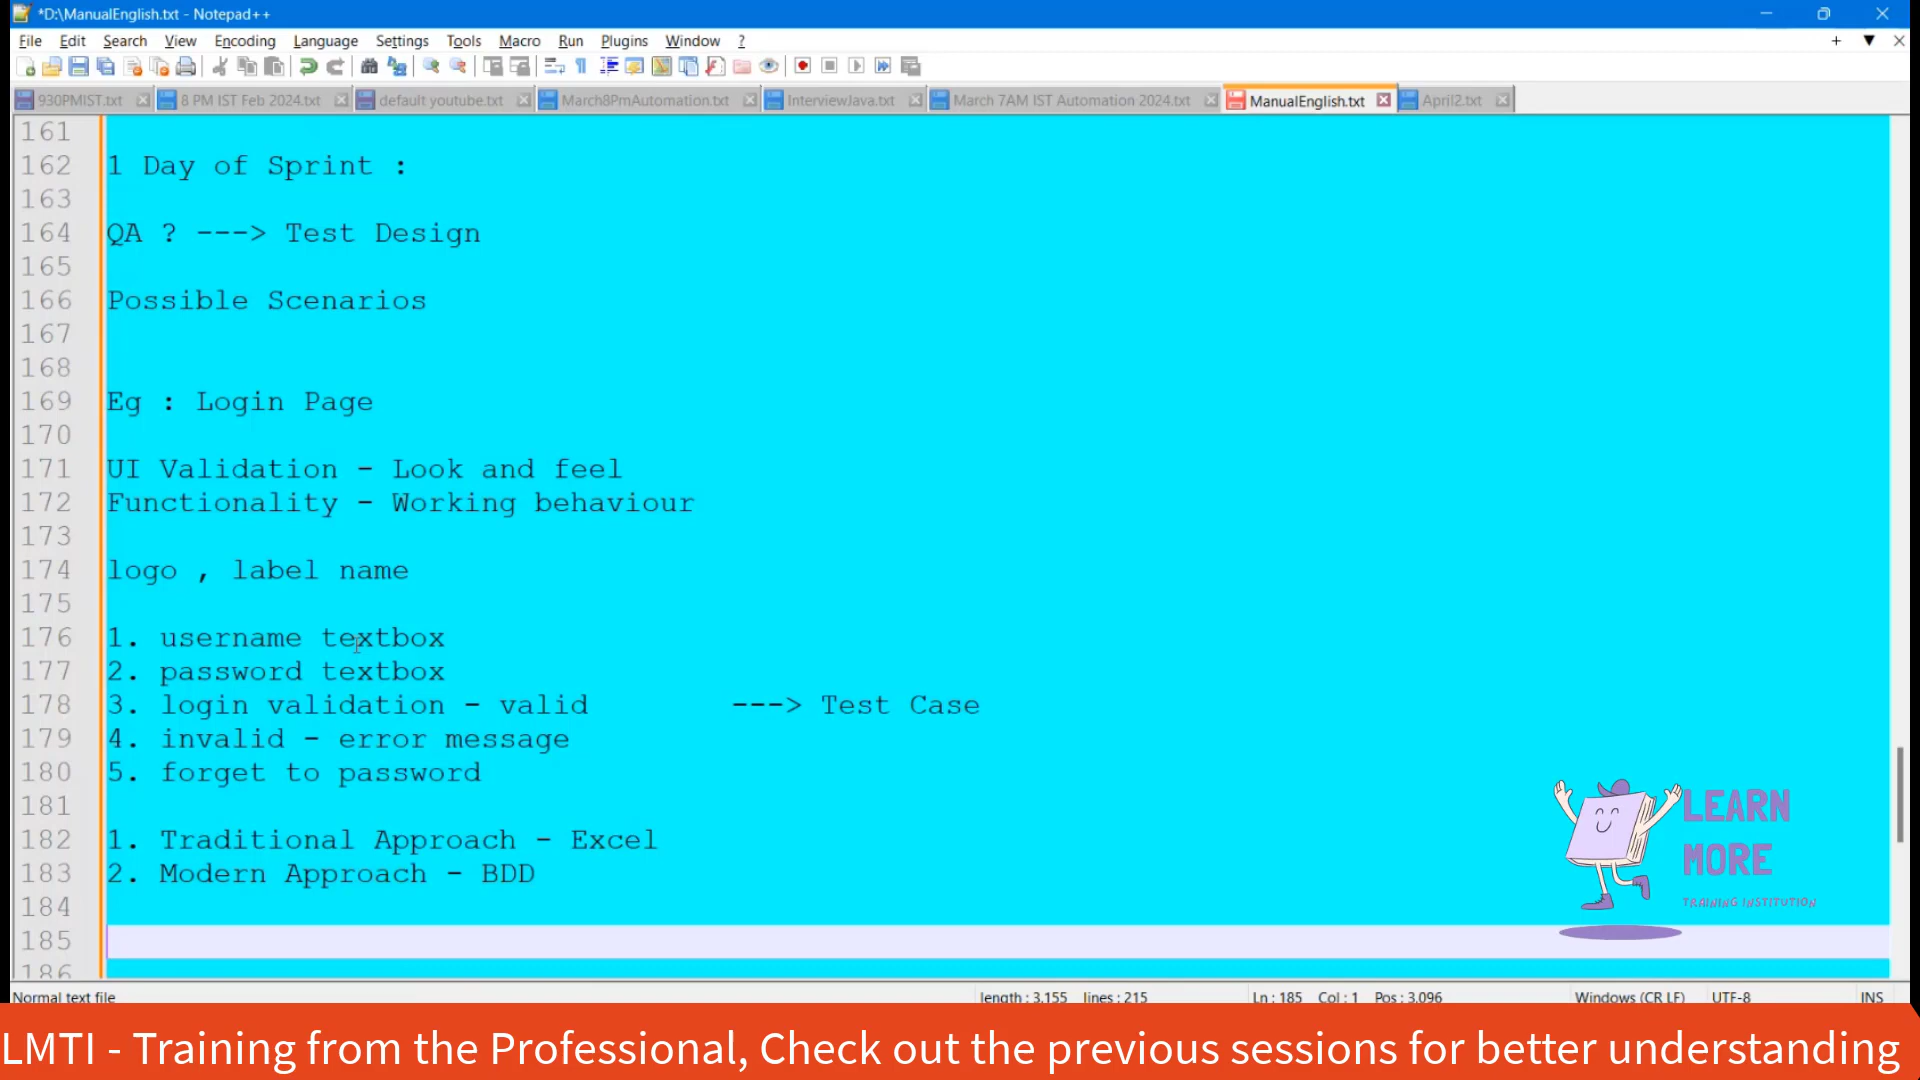 *D:\ManualEnglish.txt - Notepad++
File Edit Search View Encoding Language Settings Tools Macro Run Plugins Window ?
930PMIST.txt 8 PM IST Feb 2024.txt default youtube.txt March8PmAutomation.txt InterviewJava.txt March 7AM IST Automation 2024.txt ManualEnglish.txt April2.txt
161
162 1 Day of Sprint :
163
164 QA ? ---> Test Design
165
166 Possible Scenarios
167
168
169 Eg : Login Page
170
171 UI Validation - Look and feel
172 Functionality - Working behaviour
173
174 logo , label name
175
176 1. username textbox
177 2. password textbox
178 3. login validation - valid ---> Test Case
179 4. invalid - error message
180 5. forget to password
181
182 1. Traditional Approach - Excel
183 2. Modern Approach - BDD
184
185
186
LEARN
MORE
TRAINING INSTITUTION
Normal text file length : 3,155 lines : 215 Ln : 185 Col : 1 Pos : 3,096 Windows (CR LF) UTF-8 INS
LMTI - Training from the Professional, Check out the previous sessions for better understanding